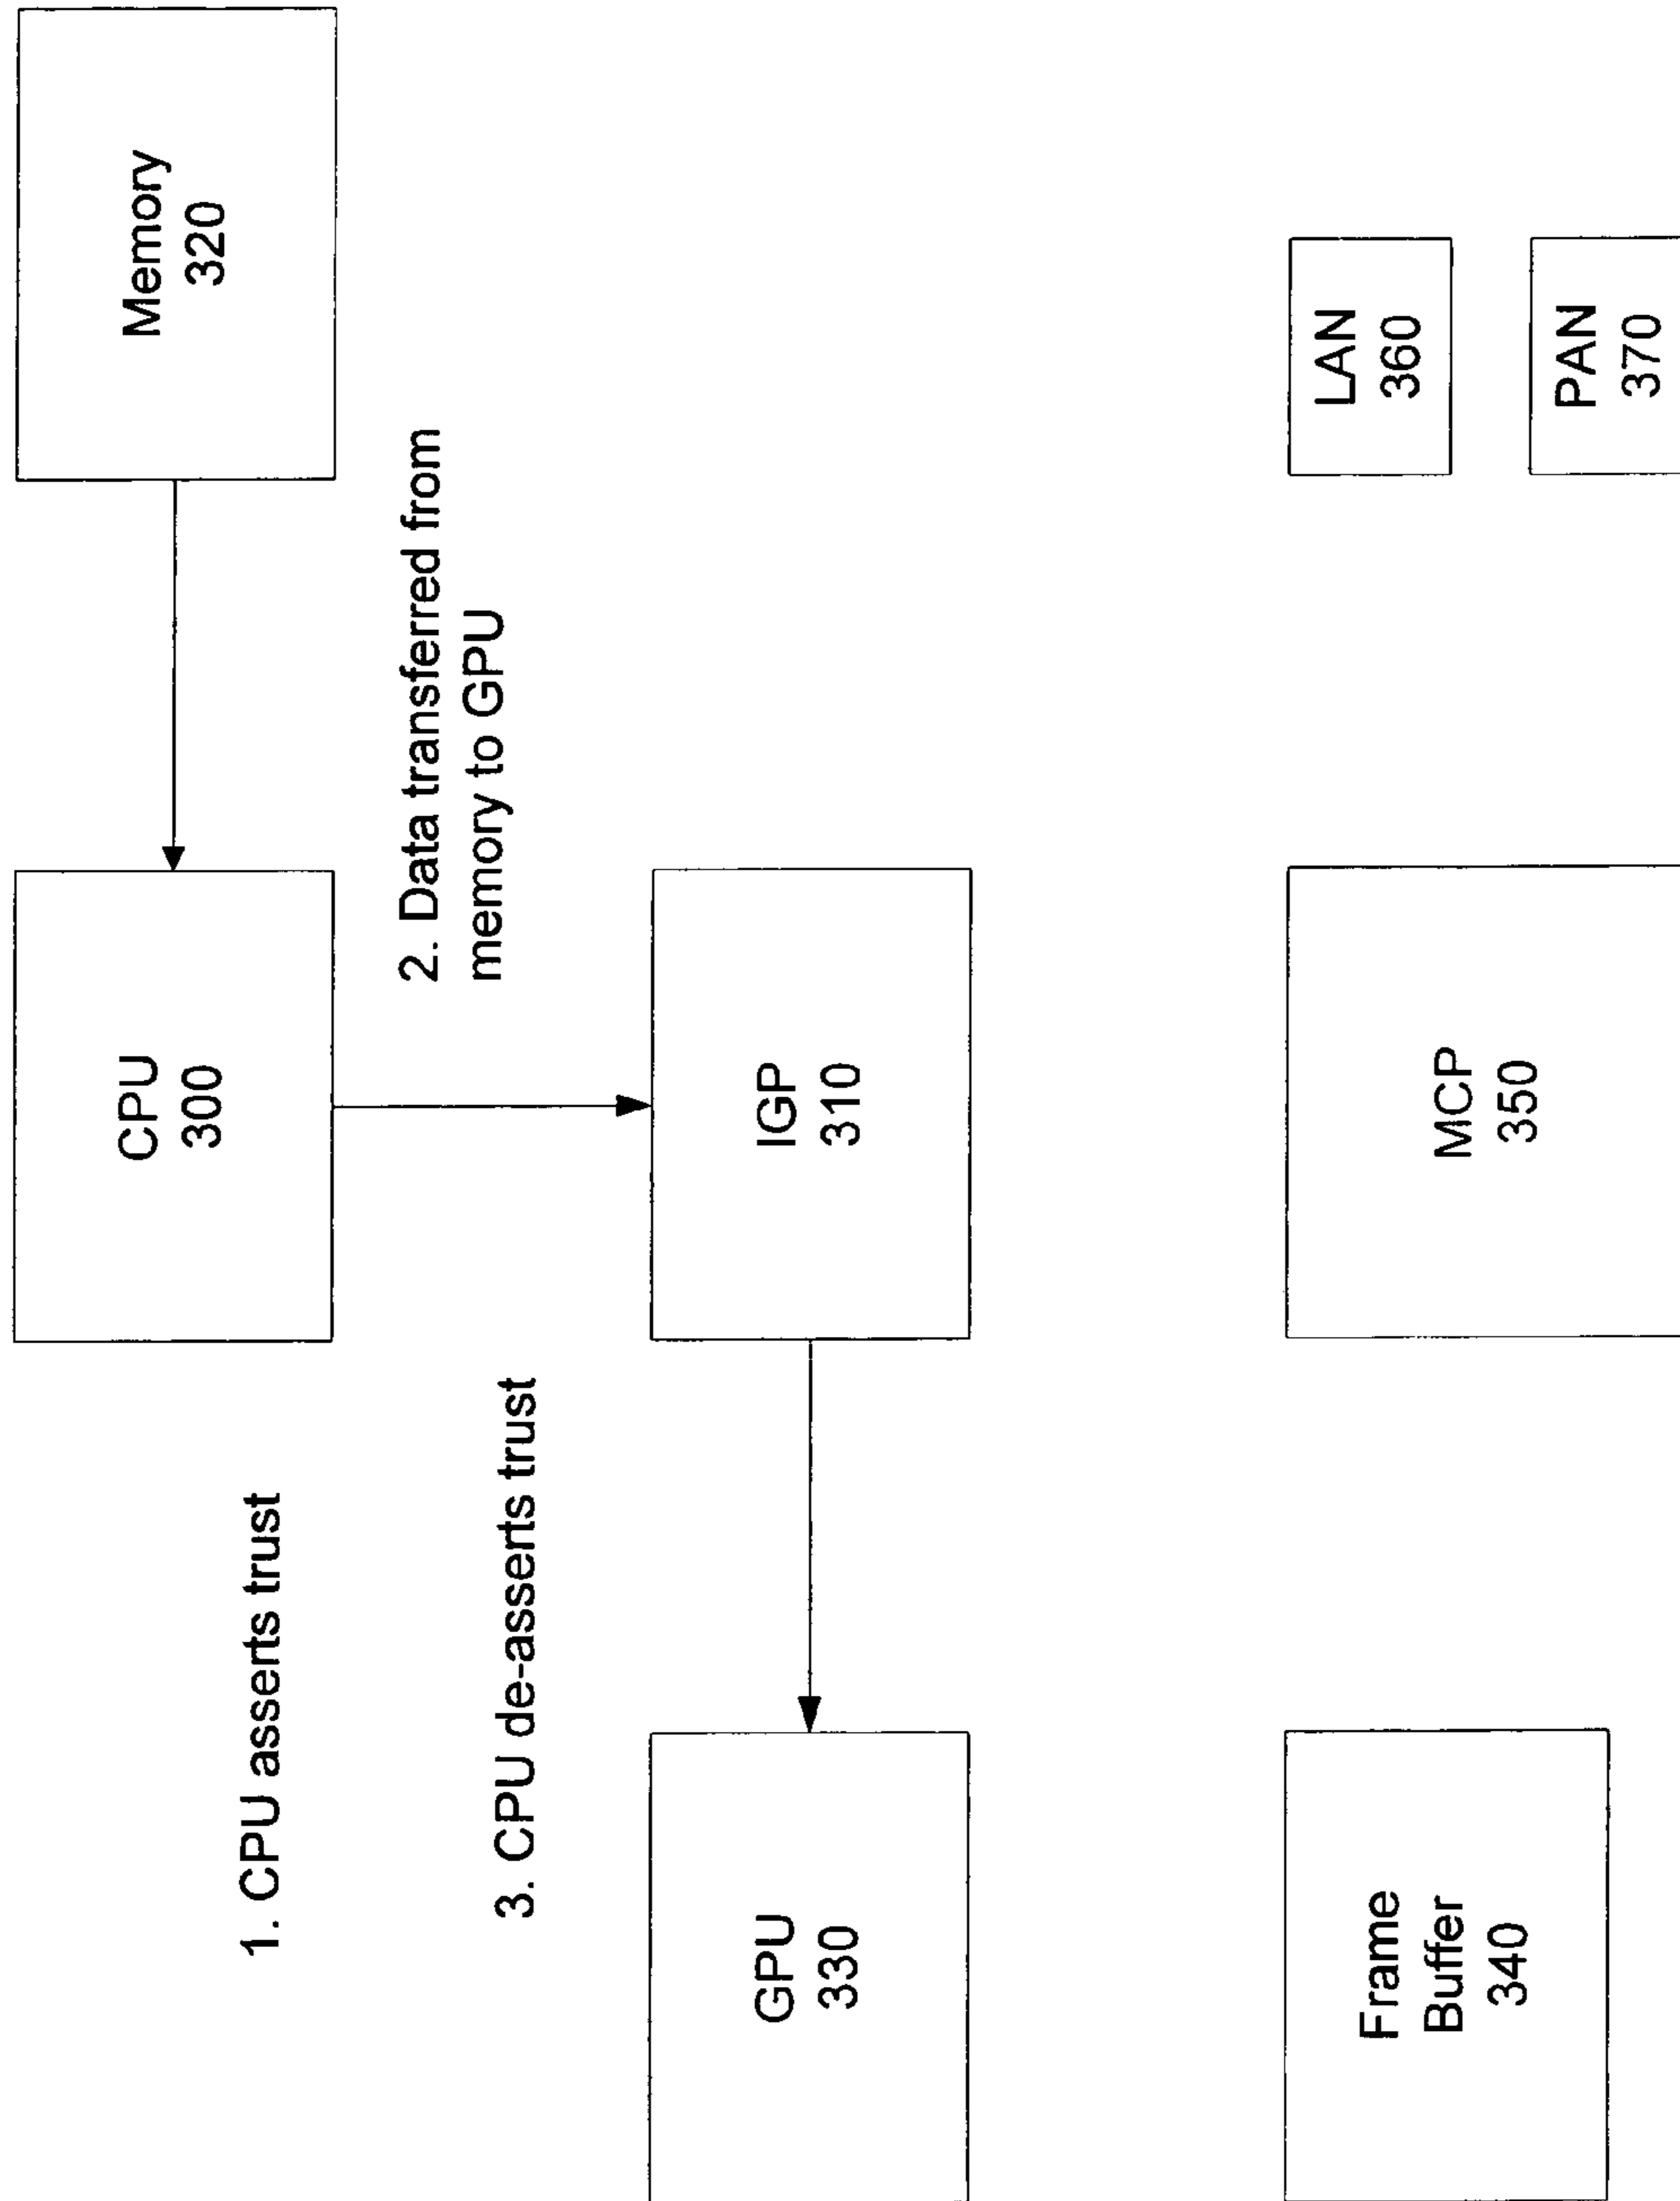 CPU
300
Memory
320
1. CPU asserts trust
2. Data transferred from
memory to GPU
3. CPU de-asserts trust
GPU
330
IGP
310
Frame
Buffer
340
MCP
350
LAN
360
PAN
370